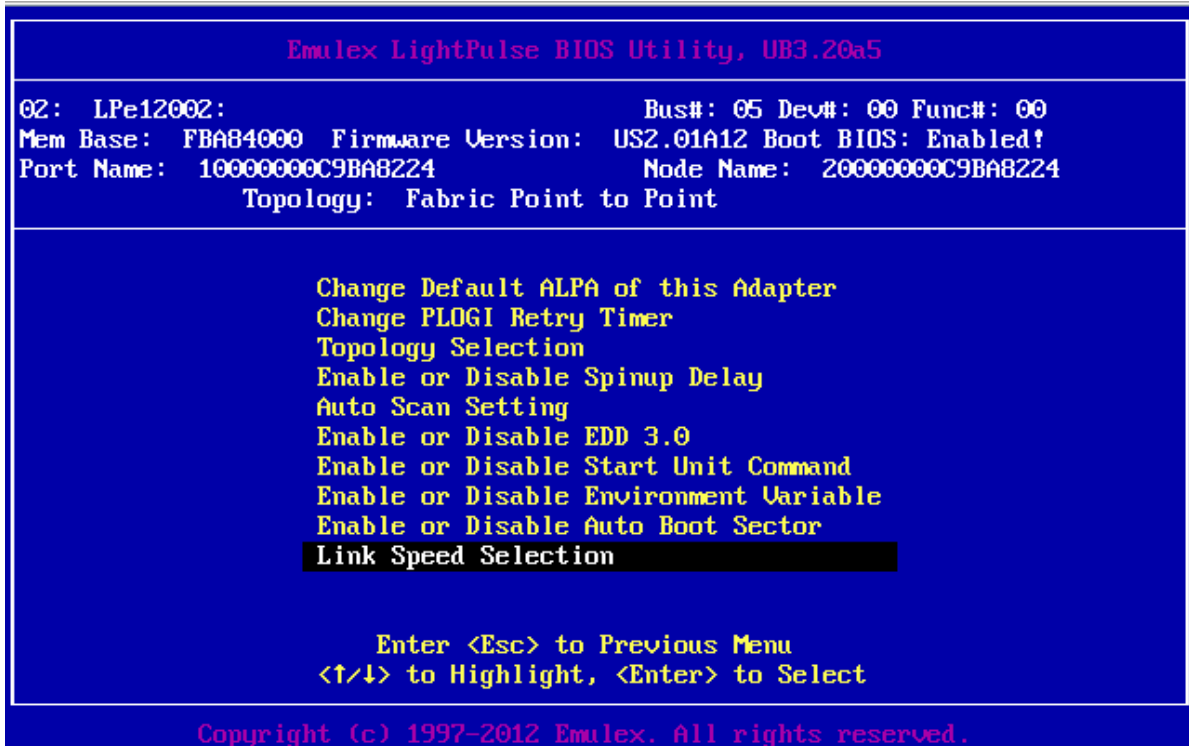 Emulex LightPulse BIOS Utility, UB3.20a5
02: LPe12002: Bus#: 05 Dev#: 00 Func#: 00
Mem Base: FBA84000 Firmware Version: US2.01A12 Boot BIOS: Enabled!
Port Name: 10000000C9BA8224 Node Name: 20000000C9BA8224
Topology: Fabric Point to Point
Change Default ALPA of this Adapter
Change PLOGI Retry Timer
Topology Selection
Enable or Disable Spinup Delay
Auto Scan Setting
Enable or Disable EDD 3.0
Enable or Disable Start Unit Command
Enable or Disable Environment Variable
Enable or Disable Auto Boot Sector
Link Speed Selection
Enter <Esc> to Previous Menu
<↑/↓> to Highlight, <Enter> to Select
Copyright (c) 1997-2012 Emulex. All rights reserved.